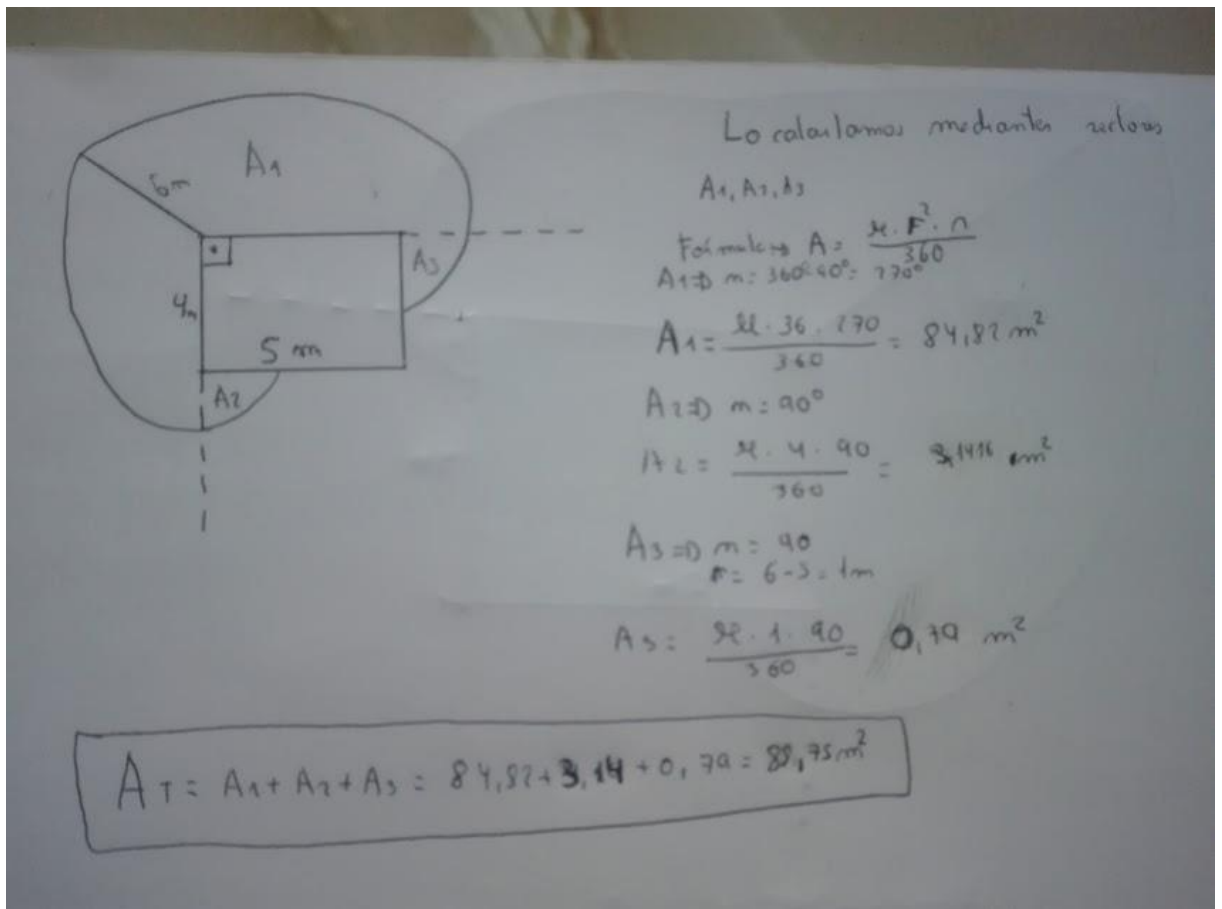 A1
6m
A3
4m
5 m
A2
Lo calculamos mediantes sectores
A1, A2, A3
Formula => A = π · r² · n / 360
A1 => n = 360 - 90° = 270°
A1 = π · 36 · 270 / 360 = 84,82 m²
A2 => n = 90°
A2 = π · 4 · 90 / 360 = 3,1416 m²
A3 => n = 90
r = 6 - 5 = 1m
A3 = π · 1 · 90 / 360 = 0,79 m²
AT = A1 + A2 + A3 = 84,82 + 3,14 + 0,79 = 88,75 m²